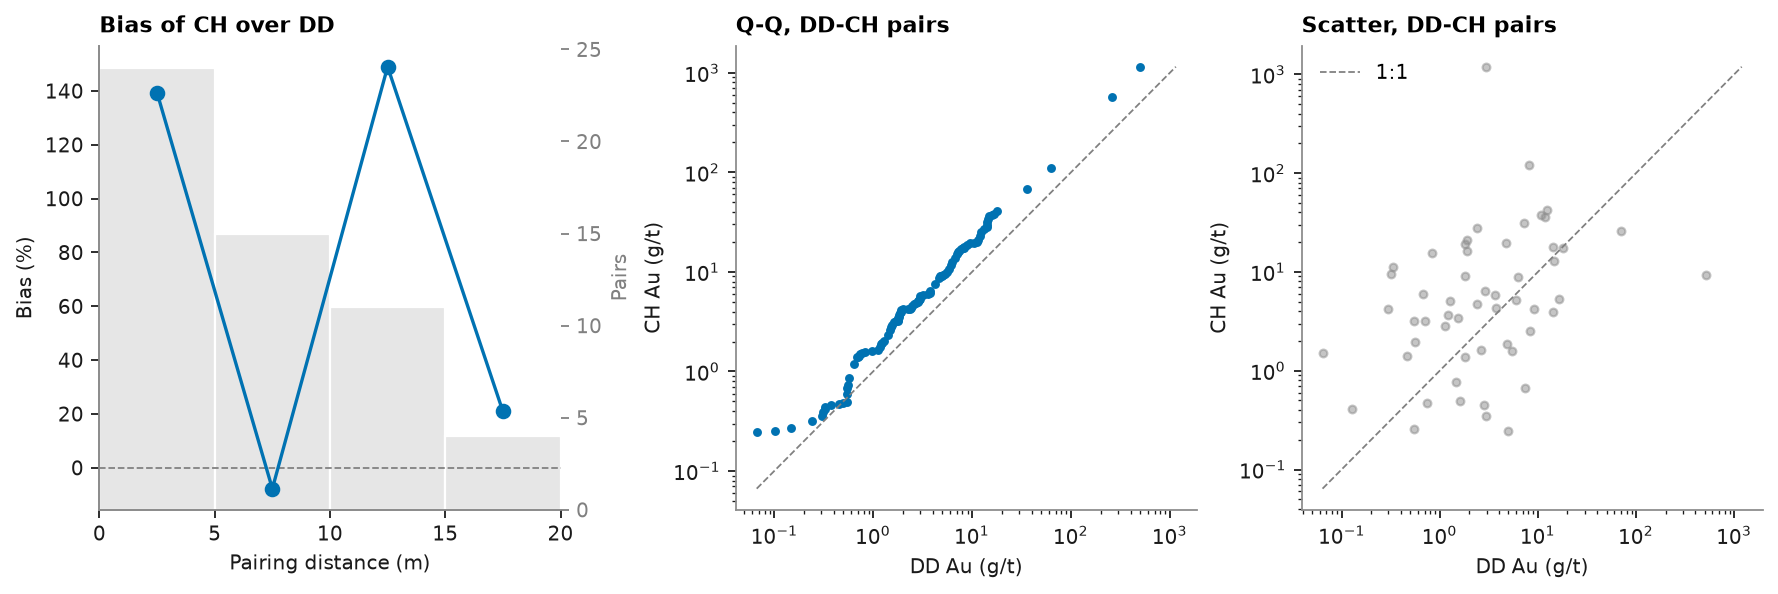 Bias of CH over DD
Bias (%)
140
120
100
80
60
40
20
0
0 5 10 15 20
Pairing distance (m)
25
20
15
10
5
0
Pairs
Q-Q, DD-CH pairs
CH Au (g/t)
10³
10²
10¹
10⁰
10⁻¹
10⁻¹ 10⁰ 10¹ 10² 10³
DD Au (g/t)
Scatter, DD-CH pairs
1:1
CH Au (g/t)
10³
10²
10¹
10⁰
10⁻¹
10⁻¹ 10⁰ 10¹ 10² 10³
DD Au (g/t)